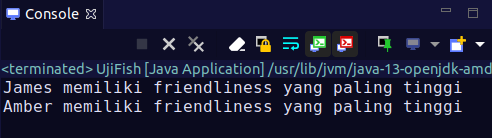 Console
<terminated> UjiFish [Java Application] /usr/lib/jvm/java-13-openjdk-amd
James memiliki friendliness yang paling tinggi
Amber memiliki friendliness yang paling tinggi